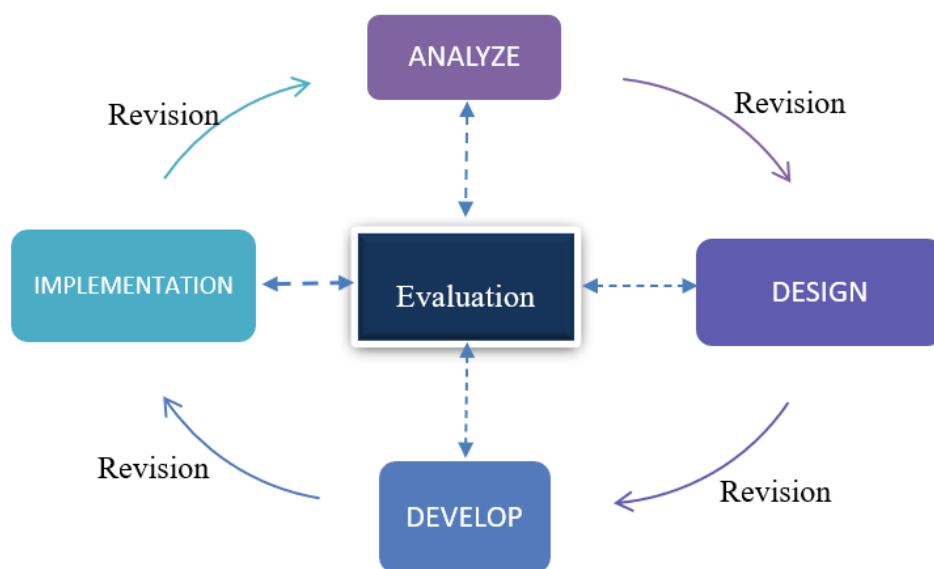 ANALYZE
Revision
Revision
IMPLEMENTATION
Evaluation
DESIGN
Revision
Revision
DEVELOP